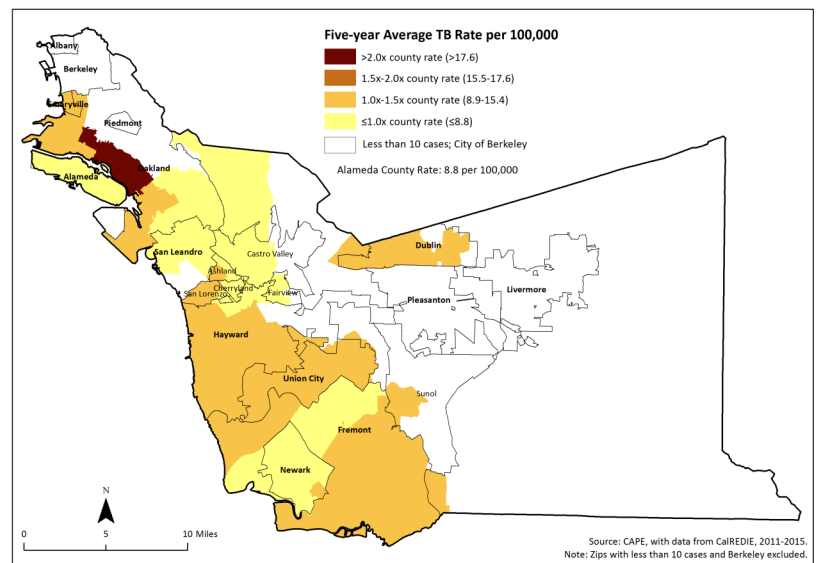 Five-year Average TB Rate per 100,000
>2.0x county rate (>17.6)
1.5x-2.0x county rate (15.5-17.6)
1.0x-1.5x county rate (8.9-15.4)
≤1.0x county rate (≤8.8)
Less than 10 cases; City of Berkeley
Alameda County Rate: 8.8 per 100,000
Albany
Berkeley
Emeryville
Piedmont
Oakland
Alameda
San Leandro
Castro Valley
Ashland
Cherryland
San Lorenzo
Fairview
Dublin
Livermore
Pleasanton
Hayward
Union City
Sunol
Fremont
Newark
N
0 5 10 Miles
Source: CAPE, with data from CalREDIE, 2011-2015.
Note: Zips with less than 10 cases and Berkeley excluded.